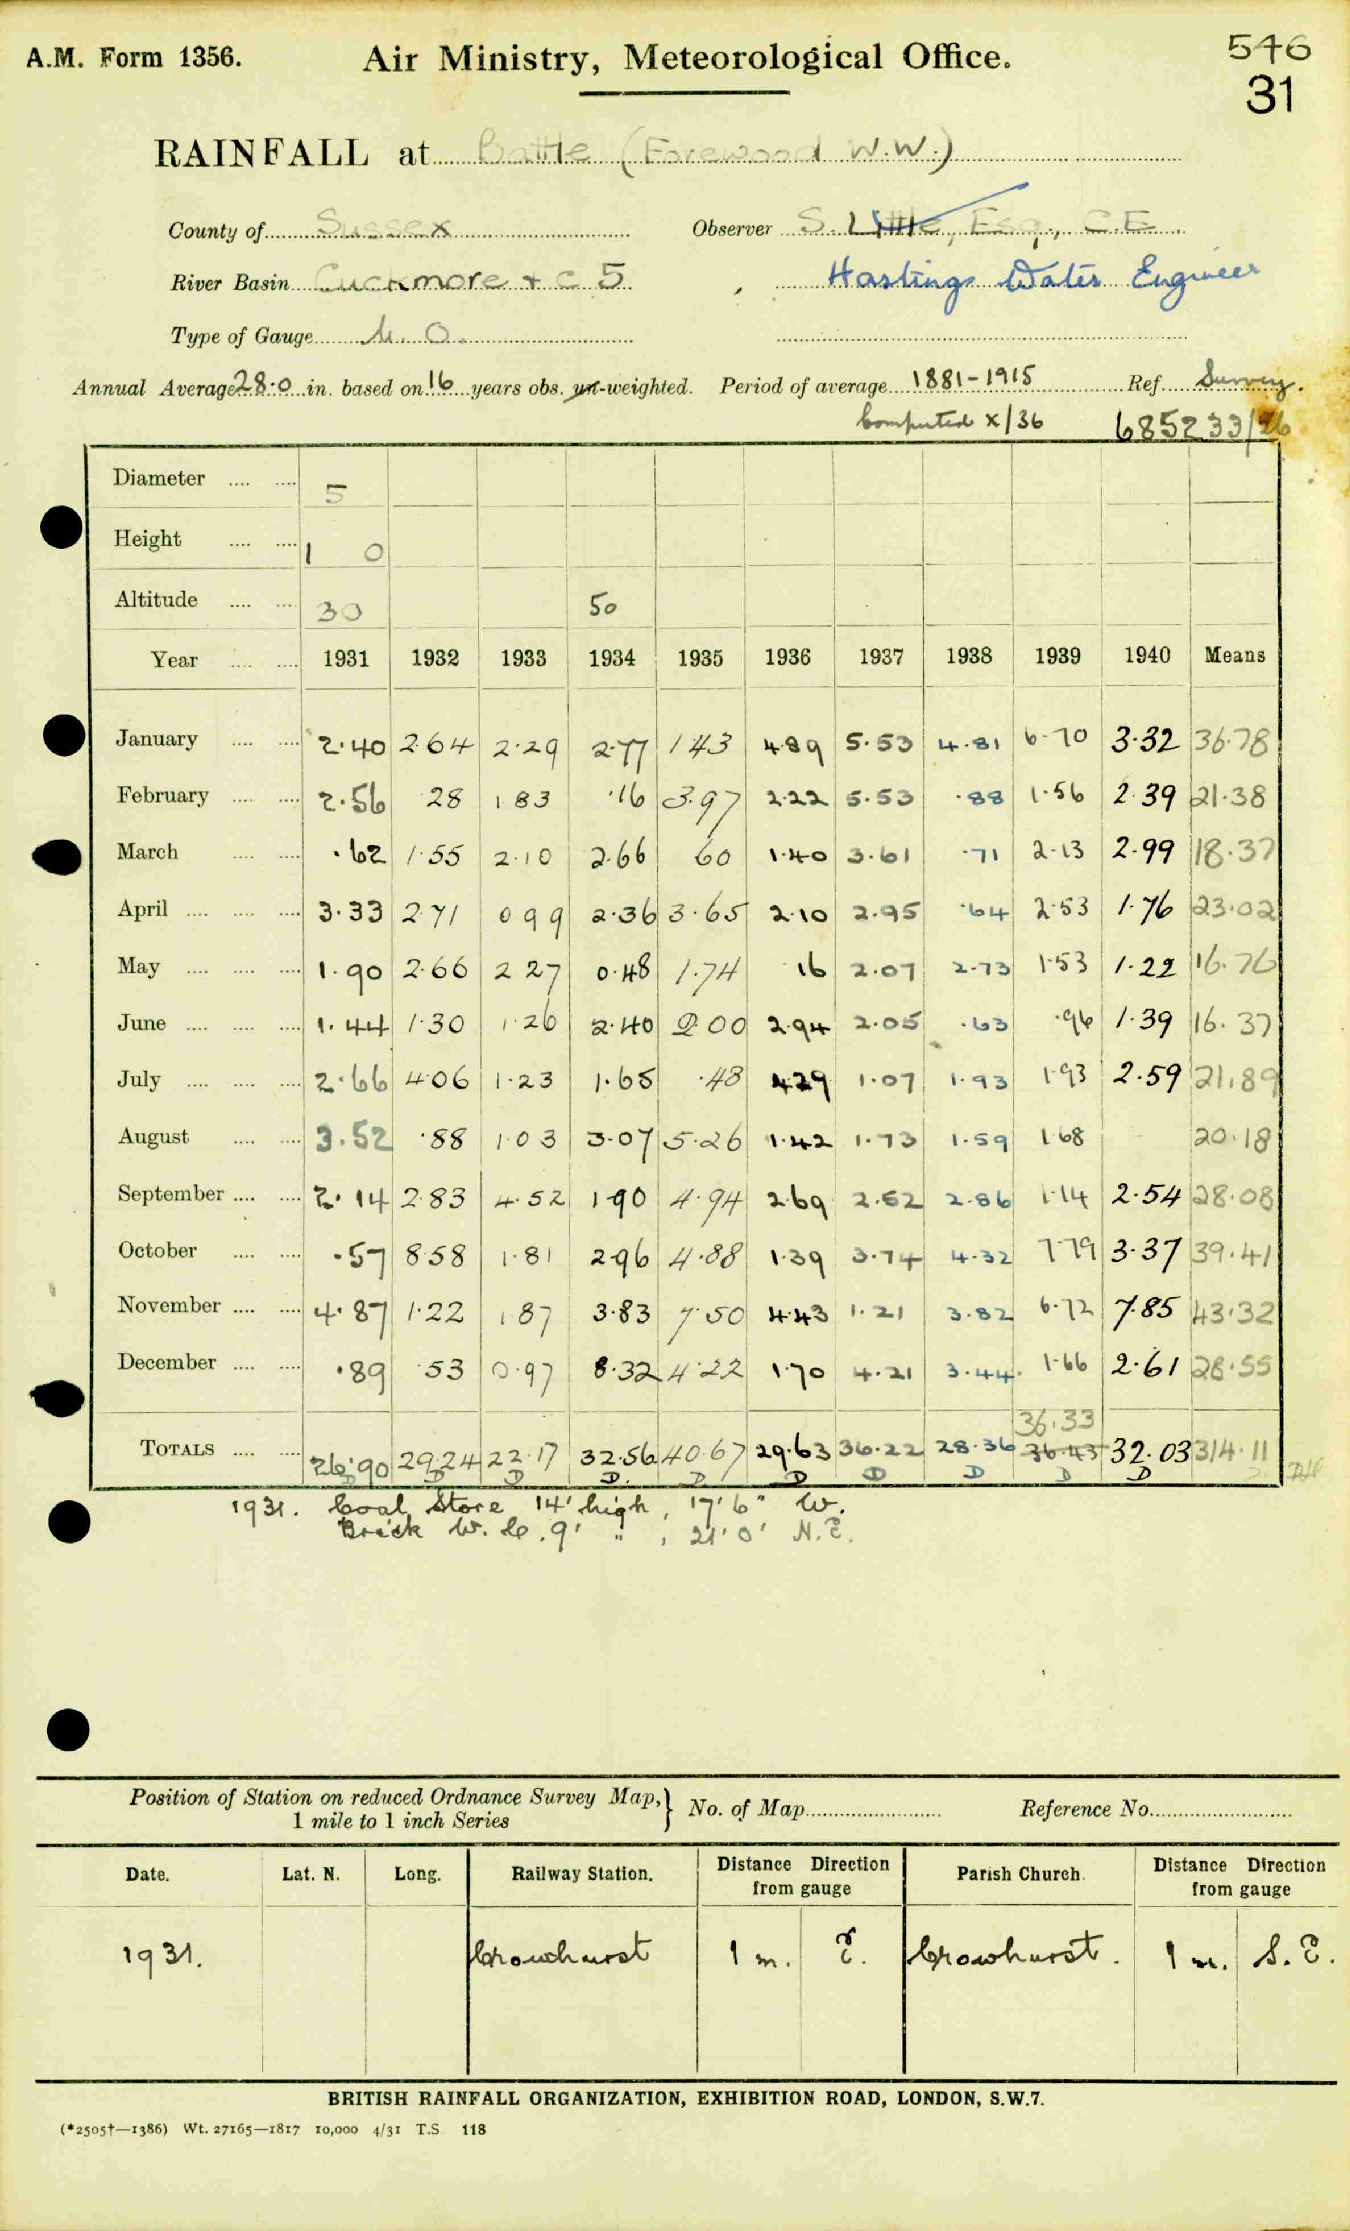 A.M. Form 1356. Air Ministry, Meteorological Office. 546
31
RAINFALL at Battle (Forewood W.W.)
County of Sussex Observer S. Little, Esq., C.E.
River Basin Cuckmore + C 5 Hastings Water Engineer
Type of Gauge M.O.
Annual Average 28.0 in. based on 16 years obs. un-weighted. Period of average 1881-1915 Ref. Survey.
Computed X/36 685233/26
Diameter .... .... 5
Height .... .... 1 0
Altitude .... .... 30 50
Year .... .... 1931 1932 1933 1934 1935 1936 1937 1938 1939 1940 Means
January .... .... 2.40 2.64 2.29 2.77 1.43 4.89 5.53 4.81 6.70 3.32 36.78
February .... .... 2.56 .28 1.83 .16 3.97 2.22 5.53 .88 1.56 2.39 21.38
March .... .... .62 1.55 2.10 2.66 60 1.40 3.61 .71 2.13 2.99 18.37
April .... .... .... 3.33 2.71 0.99 2.36 3.65 2.10 2.95 .64 2.53 1.76 23.02
May .... .... .... 1.90 2.66 2.27 0.48 1.74 .16 2.07 2.73 1.53 1.22 16.76
June .... .... .... 1.44 1.30 1.26 2.40 2.00 2.94 2.05 .63 .96 1.39 16.37
July .... .... .... 2.66 4.06 1.23 1.65 .48 4.29 1.07 1.93 1.93 2.59 21.89
August .... .... 3.52 .88 1.03 3.07 5.26 1.42 1.73 1.59 1.68 20.18
September .... .... 2.14 2.83 4.52 1.90 4.94 2.69 2.62 2.86 1.14 2.54 28.08
October .... .... .57 8.58 1.81 2.96 4.88 1.39 3.74 4.32 7.79 3.37 39.41
November .... .... 4.87 1.22 1.87 3.83 7.50 4.43 1.21 3.82 6.72 7.85 43.32
December .... .... .89 .53 0.97 8.32 4.22 1.70 4.21 3.44 1.66 2.61 28.55
36.33
TOTALS .... .... 26.90 29.24 22.17 32.56 40.67 29.63 36.22 28.36 36.43 32.03 314.11
D D D D D D D D D D
1931. Coal Store 14' high, 17'6" W.
Brick W.C. 9' " , 21'0' N.E.
Position of Station on reduced Ordnance Survey Map, } No. of Map Reference No.
1 mile to 1 inch Series
Date. Lat. N. Long. Railway Station. Distance Direction from gauge Parish Church. Distance Direction from gauge
1931. Crowhurst 1 m. E. Crowhurst. 1 m. S.E.
BRITISH RAINFALL ORGANIZATION, EXHIBITION ROAD, LONDON, S.W.7.
(*2505†—1386) Wt. 27165—1817 10,000 4/31 T.S. 118